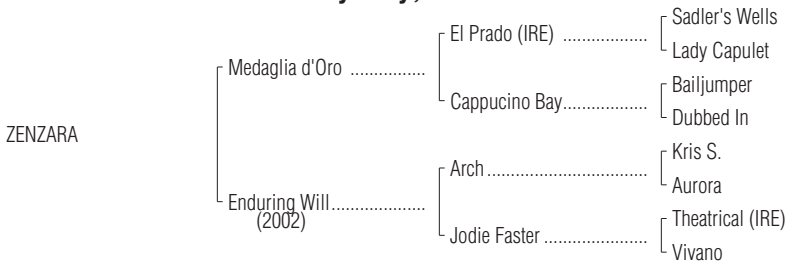 Sadler's Wells
El Prado (IRE) ..................
Lady Capulet
Medaglia d'Oro ................
Bailjumper
Cappucino Bay..................
Dubbed In
ZENZARA
Kris S.
Arch..................................
Aurora
Enduring Will....................
(2002)
Theatrical (IRE)
Jodie Faster ......................
Vivano